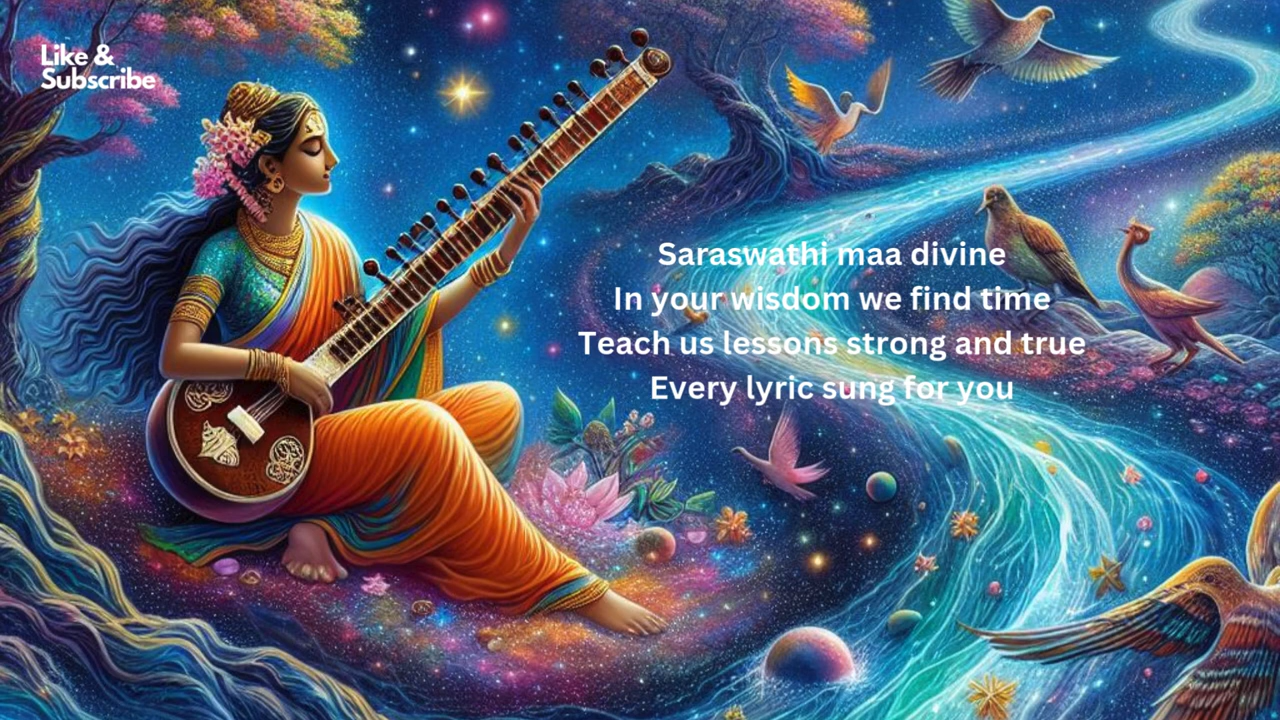 Like &
Subscribe
Saraswathi maa divine
In your wisdom we find time
Teach us lessons strong and true
Every lyric sung for you